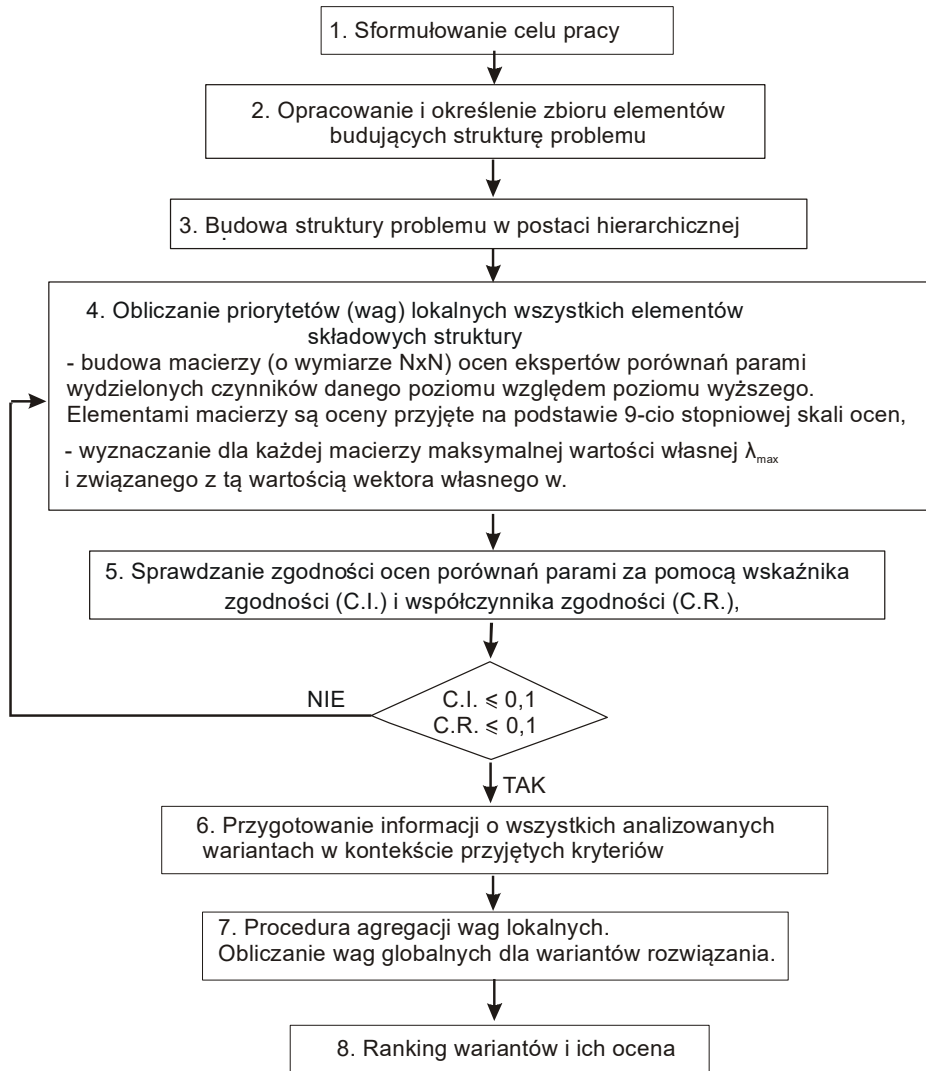 1. Sformułowanie celu pracy
2. Opracowanie i określenie zbioru elementów
budujących strukturę problemu
3. Budowa struktury problemu w postaci hierarchicznej
4. Obliczanie priorytetów (wag) lokalnych wszystkich elementów
składowych struktury
- budowa macierzy (o wymiarze NxN) ocen ekspertów porównań parami
wydzielonych czynników danego poziomu względem poziomu wyższego.
Elementami macierzy są oceny przyjęte na podstawie 9-cio stopniowej skali ocen,
- wyznaczanie dla każdej macierzy maksymalnej wartości własnej λmax
i związanego z tą wartością wektora własnego w.
5. Sprawdzanie zgodności ocen porównań parami za pomocą wskaźnika
zgodności (C.I.) i współczynnika zgodności (C.R.),
NIE
C.I. ⩽ 0,1
C.R. ⩽ 0,1
TAK
6. Przygotowanie informacji o wszystkich analizowanych
wariantach w kontekście przyjętych kryteriów
7. Procedura agregacji wag lokalnych.
Obliczanie wag globalnych dla wariantów rozwiązania.
8. Ranking wariantów i ich ocena